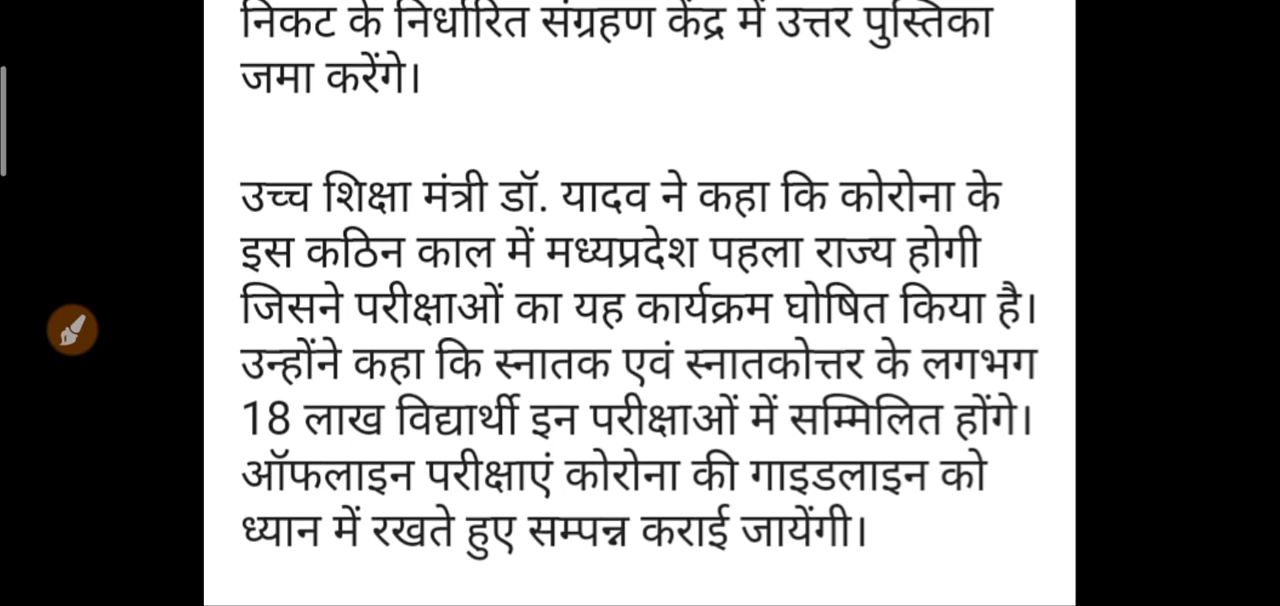 निकट के निर्धारित संग्रहण केंद्र में उत्तर पुस्तिका
जमा करेंगे।
उच्च शिक्षा मंत्री डॉ. यादव ने कहा कि कोरोना के
इस कठिन काल में मध्यप्रदेश पहला राज्य होगी
जिसने परीक्षाओं का यह कार्यक्रम घोषित किया है।
उन्होंने कहा कि स्नातक एवं स्नातकोत्तर के लगभग
18 लाख विद्यार्थी इन परीक्षाओं में सम्मिलित होंगे।
ऑफलाइन परीक्षाएं कोरोना की गाइडलाइन को
ध्यान में रखते हुए सम्पन्न कराई जायेंगी।